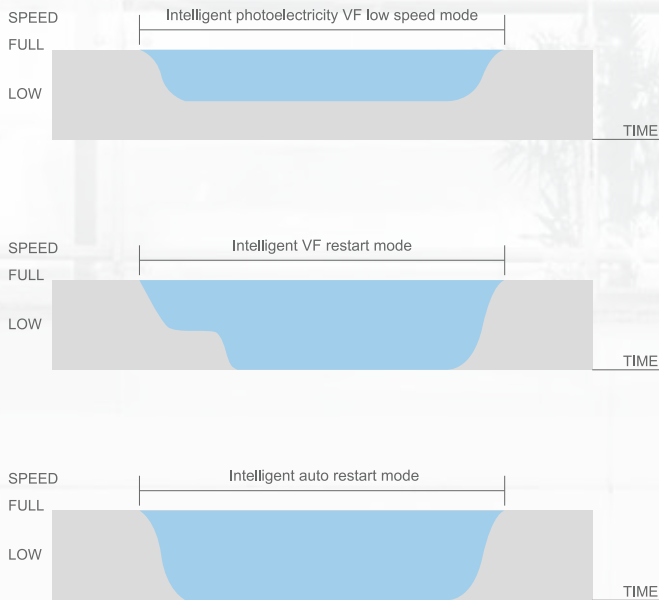 SPEED
Intelligent photoelectricity VF low speed mode
FULL
LOW
TIME
SPEED
Intelligent VF restart mode
FULL
LOW
TIME
SPEED
Intelligent auto restart mode
FULL
LOW
TIME